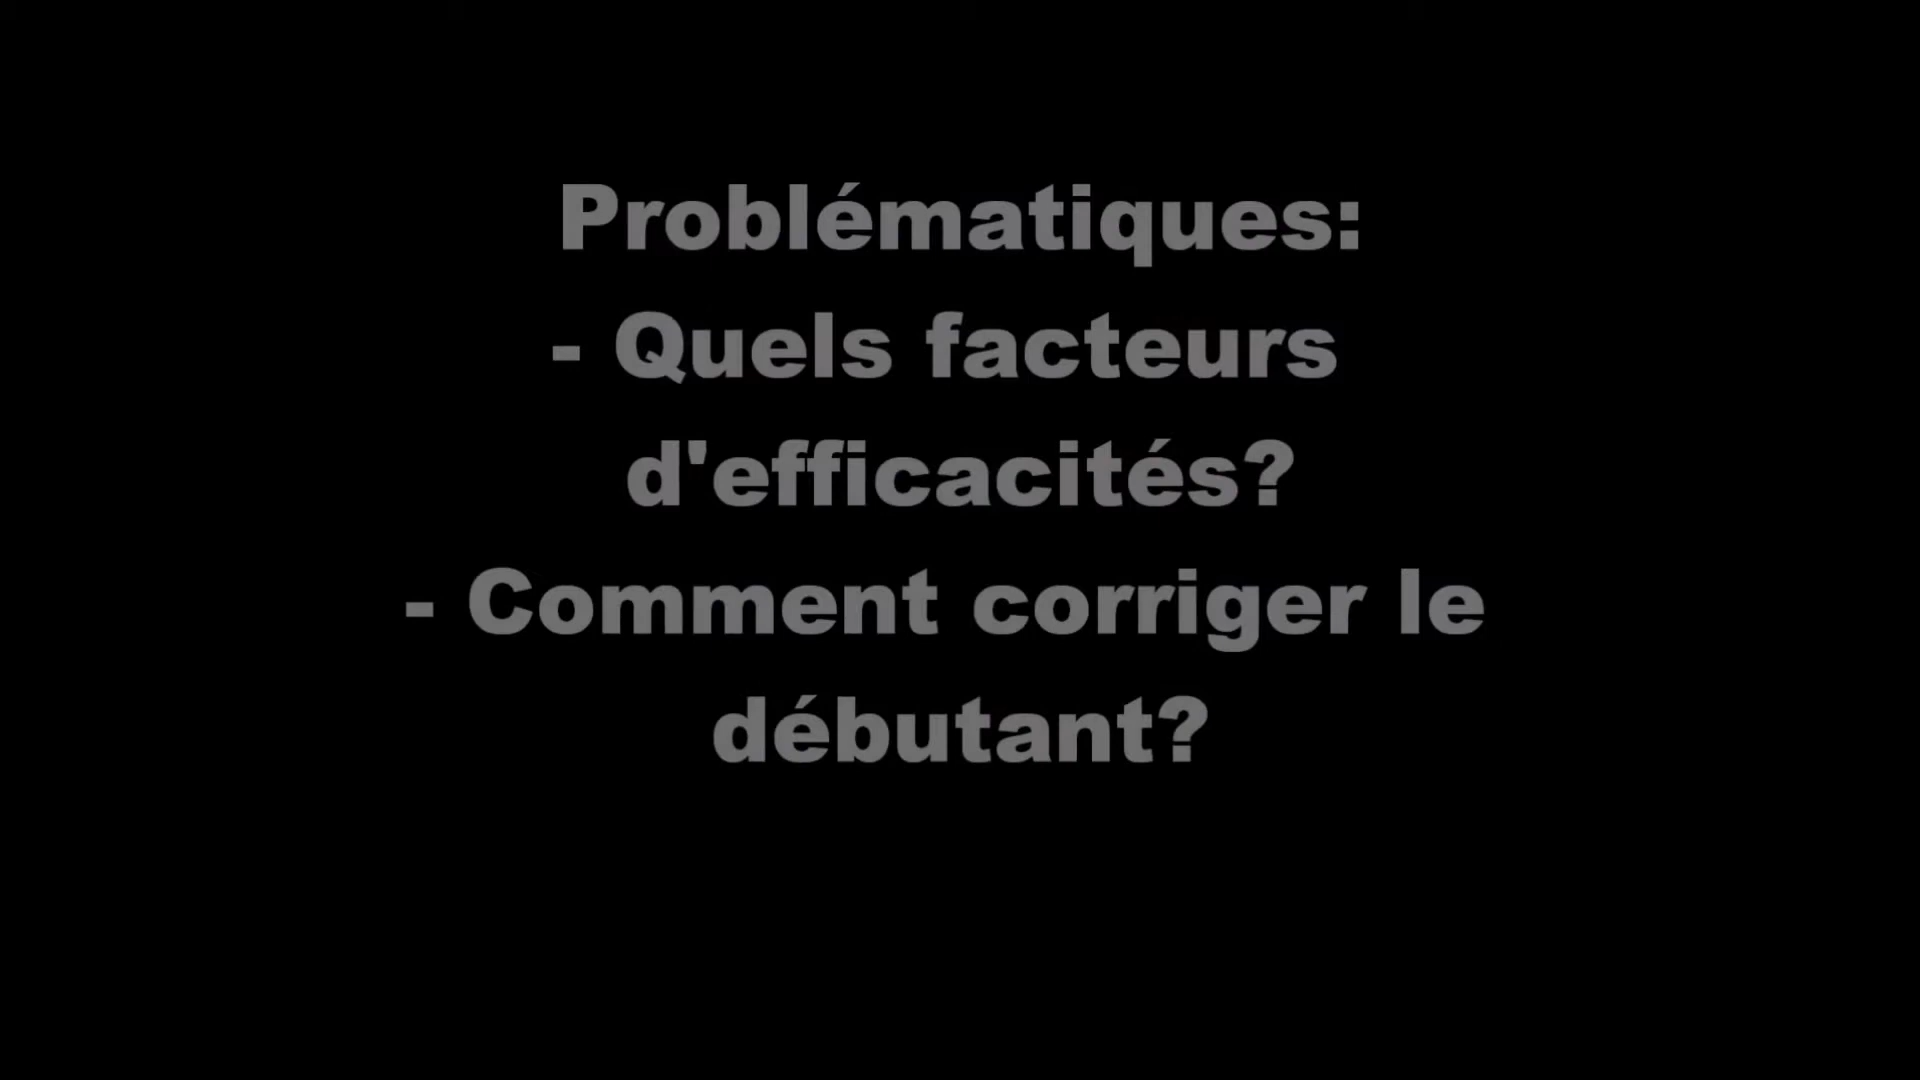 Problématiques:
- Quels facteurs
d'efficacités?
- Comment corriger le
débutant?